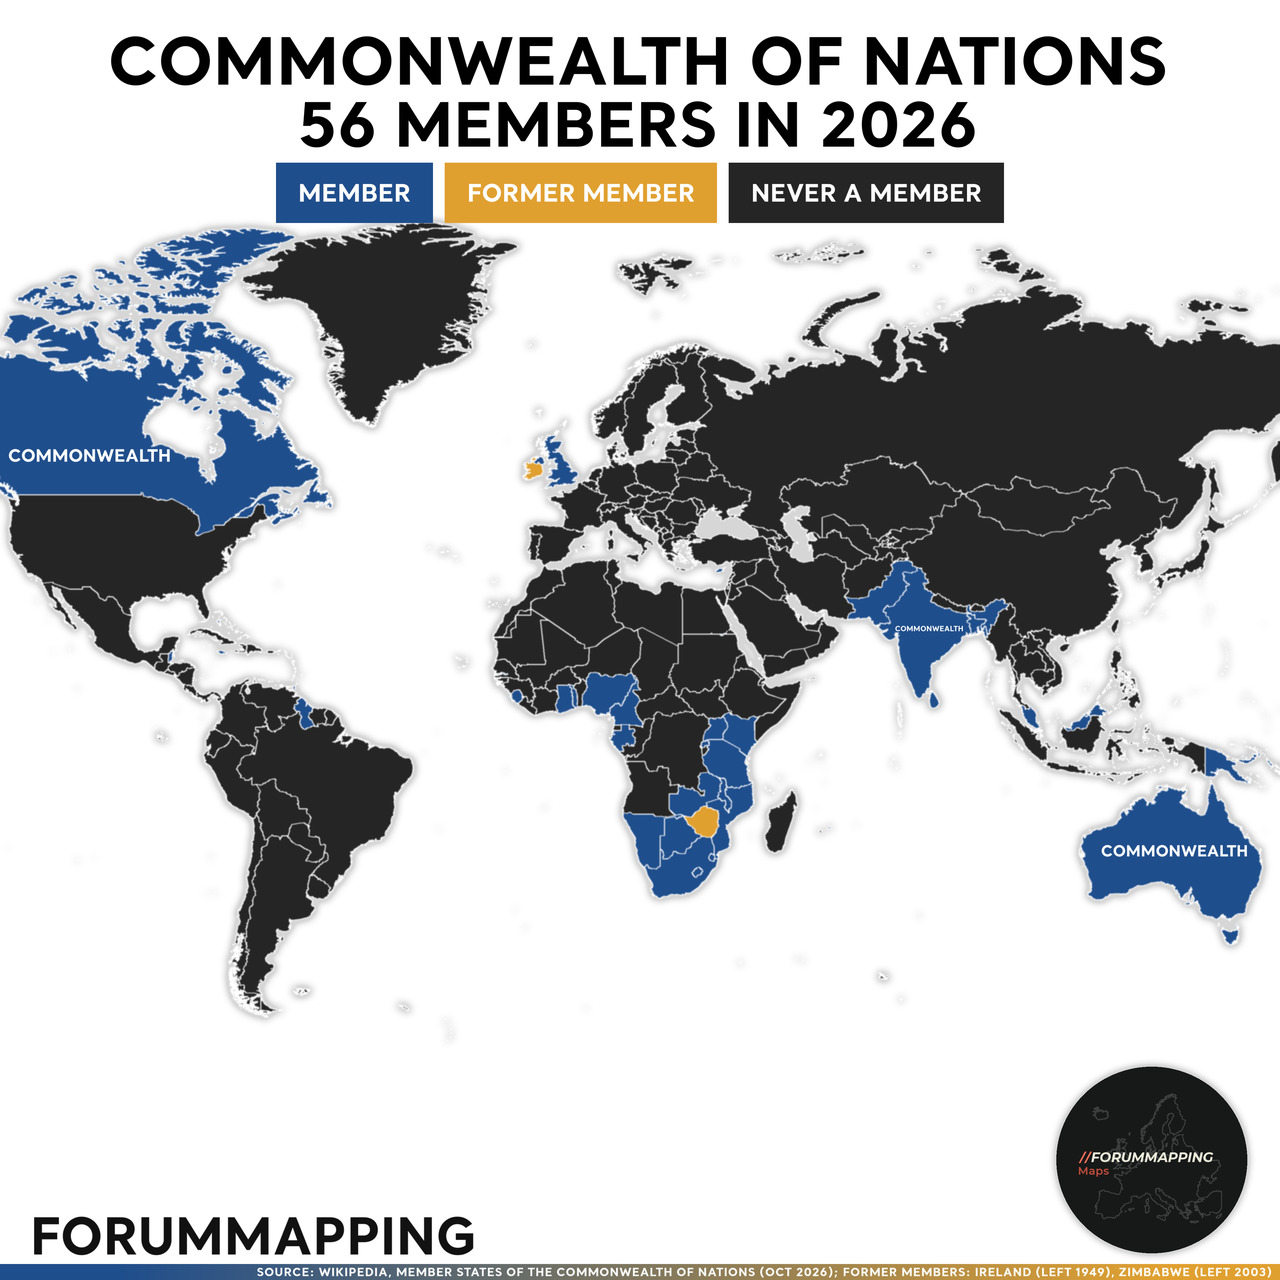 COMMONWEALTH OF NATIONS
56 MEMBERS IN 2026
MEMBER
FORMER MEMBER
NEVER A MEMBER
COMMONWEALTH
COMMONWEALTH
COMMONWEALTH
//FORUMMAPPING
Maps
FORUMMAPPING
SOURCE: WIKIPEDIA, MEMBER STATES OF THE COMMONWEALTH OF NATIONS (OCT 2026); FORMER MEMBERS: IRELAND (LEFT 1949), ZIMBABWE (LEFT 2003)